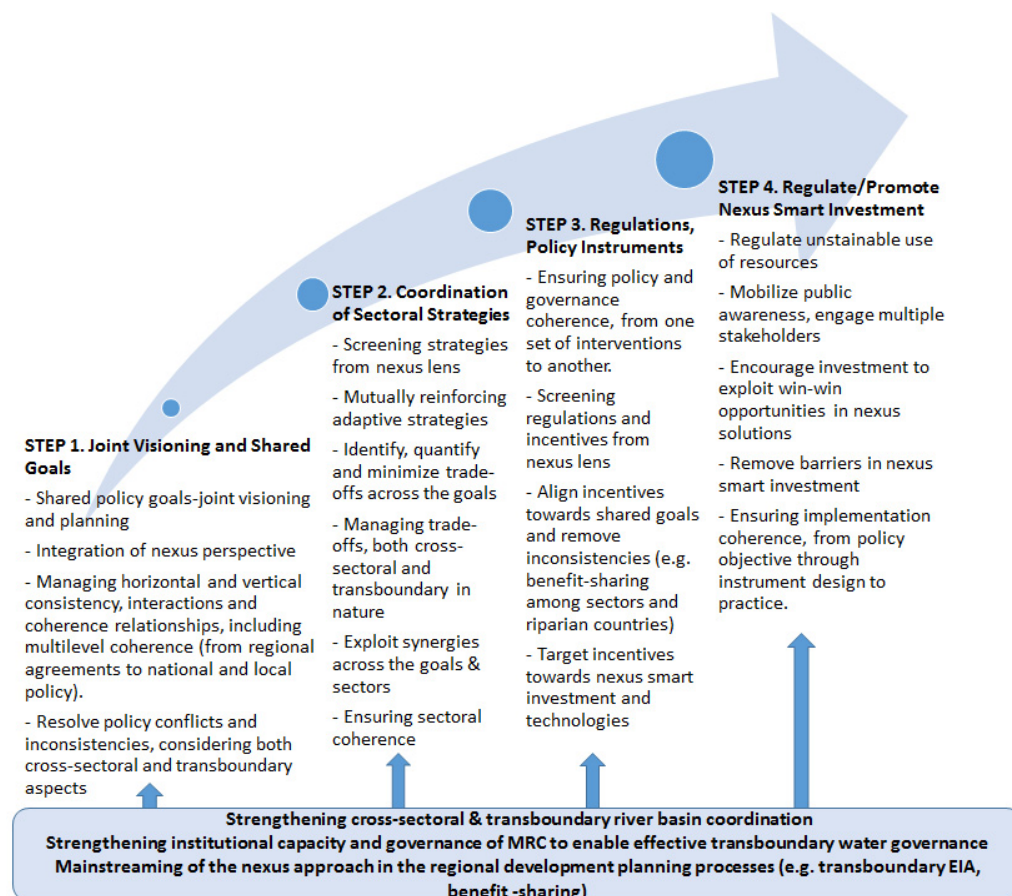 STEP 1. Joint Visioning and Shared
Goals
- Shared policy goals-joint visioning
and planning
- Integration of nexus perspective
- Managing horizontal and vertical
consistency, interactions and
coherence relationships, including
multilevel coherence (from regional
agreements to national and local
policy).
- Resolve policy conflicts and
inconsistencies, considering both
cross-sectoral and transboundary
aspects
STEP 2. Coordination
of Sectoral Strategies
- Screening strategies
from nexus lens
- Mutually reinforcing
adaptive strategies
- Identify, quantify
and minimize trade-
offs across the goals
- Managing trade-
offs, both cross-
sectoral and
transboundary in
nature
- Exploit synergies
across the goals &
sectors
- Ensuring sectoral
coherence
STEP 3. Regulations,
Policy Instruments
- Ensuring policy and
governance
coherence, from one
set of interventions
to another.
- Screening
regulations and
incentives from
nexus lens
- Align incentives
towards shared goals
and remove
inconsistencies (e.g.
benefit-sharing
among sectors and
riparian countries)
- Target incentives
towards nexus smart
investment and
technologies
STEP 4. Regulate/Promote
Nexus Smart Investment
- Regulate unstainable use
of resources
- Mobilize public
awareness, engage multiple
stakeholders
- Encourage investment to
exploit win-win
opportunities in nexus
solutions
- Remove barriers in nexus
smart investment
- Ensuring implementation
coherence, from policy
objective through
instrument design to
practice.
Strengthening cross-sectoral & transboundary river basin coordination
Strengthening institutional capacity and governance of MRC to enable effective transboundary water governance
Mainstreaming of the nexus approach in the regional development planning processes (e.g. transboundary EIA,
benefit -sharing)